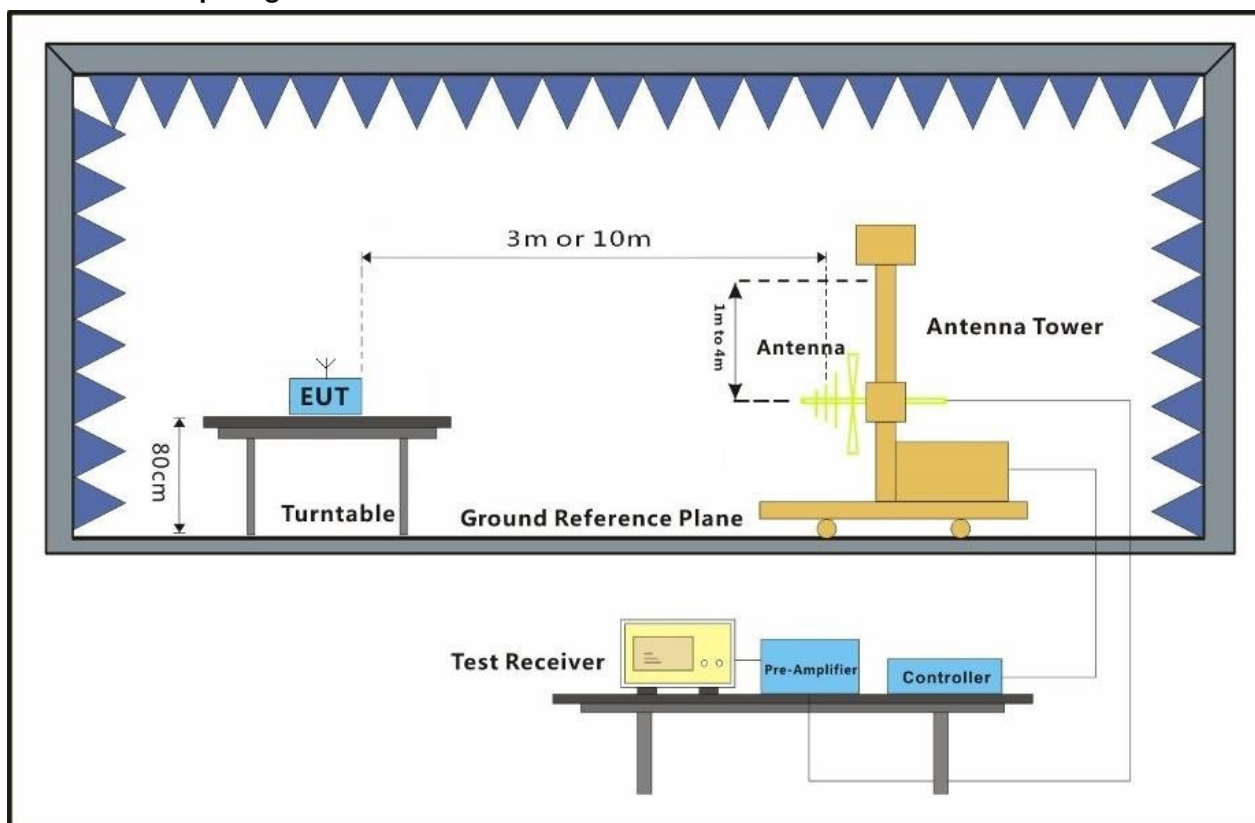 3m or 10m
1m to 4m
Antenna Tower
Antenna
EUT
80cm
Turntable
Ground Reference Plane
Test Receiver
Pre-Amplifier
Controller